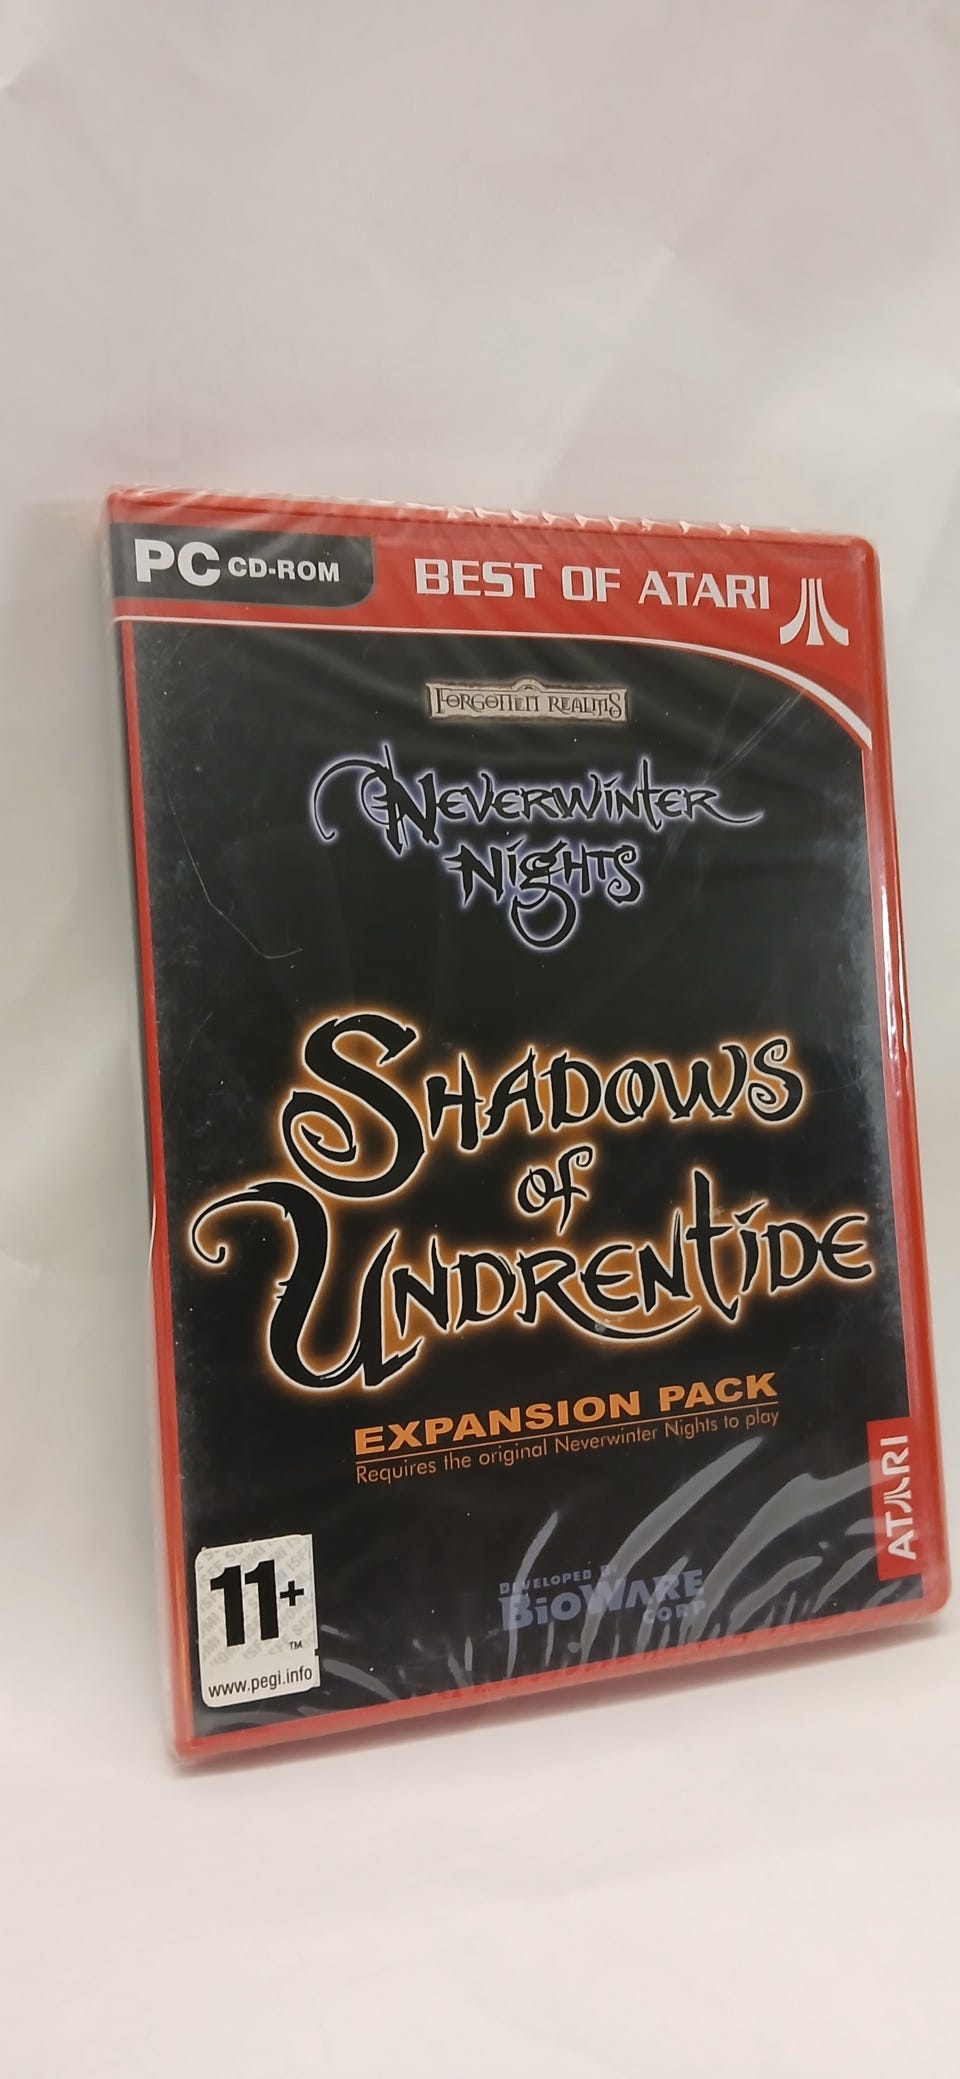 PC CD-ROM
BEST OF ATARI
FORGOTTEN REALMS
NEVERWINTER
NIGHTS
SHADOWS
OF
UNDRENTIDE
EXPANSION PACK
Requires the original Neverwinter Nights to play
ATARI
11+
TM
www.pegi.info
DEVELOPED BY
BIOWARE
CORP